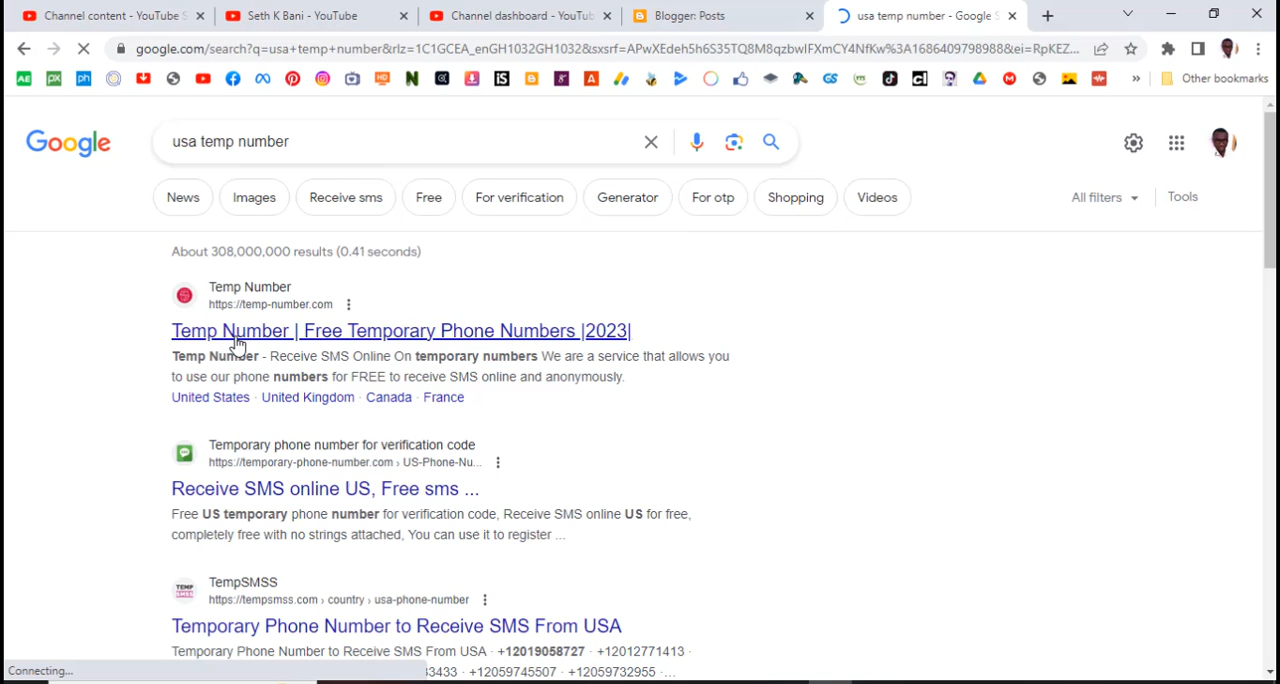 Channel content - YouTube S
Seth K Bani - YouTube
Channel dashboard - YouTub
Blogger: Posts
usa temp number - Google S
google.com/search?q=usa+temp+number&rlz=1C1GCEA_enGH1032GH1032&sxsrf=APwXEdeh5h6S35TQ8M8qzbwIFXmCY4NfKw%3A1686409798988&ei=RpKEZ...
Other bookmarks
Google
usa temp number
News
Images
Receive sms
Free
For verification
Generator
For otp
Shopping
Videos
All filters
Tools
About 308,000,000 results (0.41 seconds)
Temp Number
https://temp-number.com
Temp Number | Free Temporary Phone Numbers |2023|
Temp Number - Receive SMS Online On temporary numbers We are a service that allows you
to use our phone numbers for FREE to receive SMS online and anonymously.
United States · United Kingdom · Canada · France
Temporary phone number for verification code
https://temporary-phone-number.com › US-Phone-Nu...
Receive SMS online US, Free sms ...
Free US temporary phone number for verification code, Receive SMS online US for free,
completely free with no strings attached, You can use it to register ...
TEMP SMSS
TempSMSS
https://tempsmss.com › country › usa-phone-number
Temporary Phone Number to Receive SMS From USA
Temporary Phone Number to Receive SMS From USA · +12019058727 · +12012771413 ·
33433 · +12059745507 · +12059732955 ·...
Connecting...